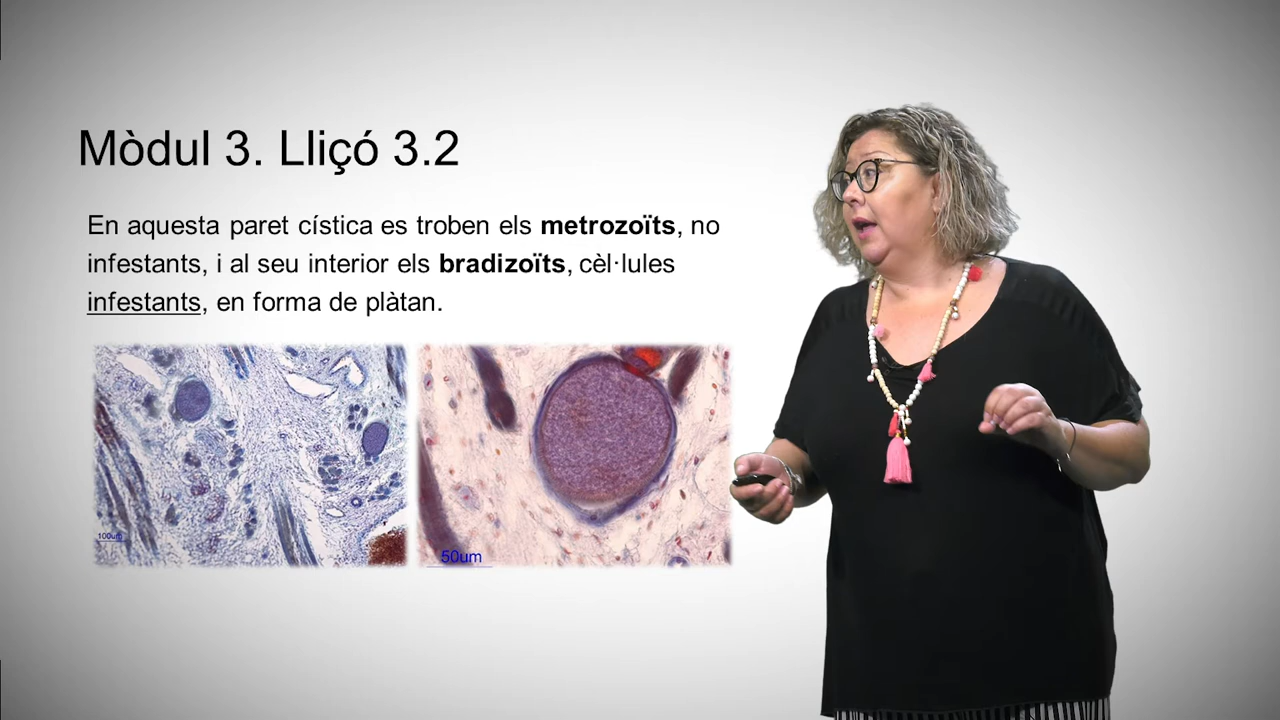 Mòdul 3. Lliçó 3.2
En aquesta paret cística es troben els metrozoïts, no
infestants, i al seu interior els bradizoïts, cèl·lules
infestants, en forma de plàtan.
100um
50um